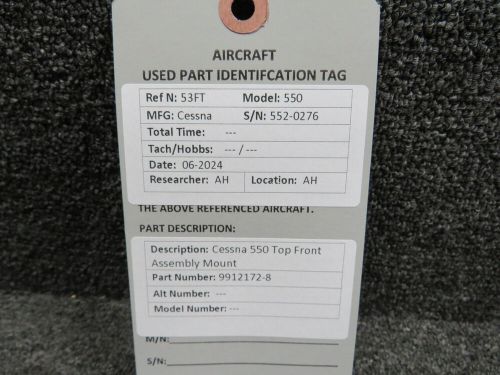 AIRCRAFT
USED PART IDENTIFCATION TAG
Ref N: 53FT Model: 550
MFG: Cessna S/N: 552-0276
Total Time: ---
Tach/Hobbs: --- / ---
Date: 06-2024
Researcher: AH Location: AH
THE ABOVE REFERENCED AIRCRAFT.
PART DESCRIPTION:
Description: Cessna 550 Top Front
Assembly Mount
Part Number: 9912172-8
Alt Number: ---
Model Number: ---
M/N:
S/N: